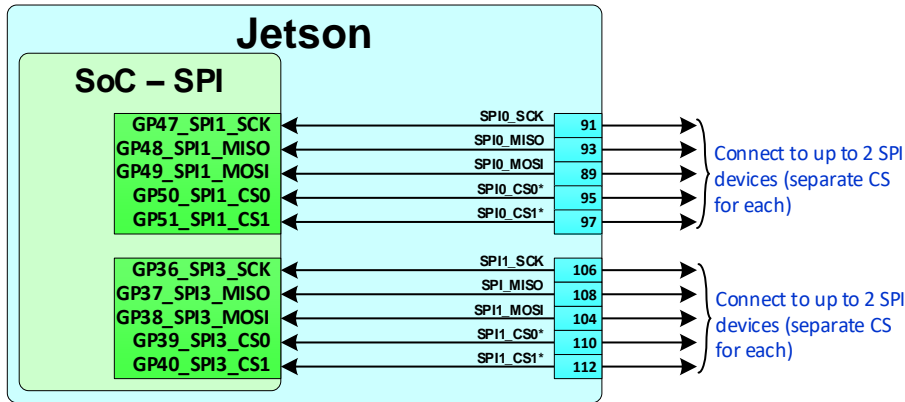 Jetson
SoC – SPI
GP47_SPI1_SCK SPI0_SCK 91
GP48_SPI1_MISO SPI0_MISO 93
GP49_SPI1_MOSI SPI0_MOSI 89
GP50_SPI1_CS0 SPI0_CS0* 95
GP51_SPI1_CS1 SPI0_CS1* 97
Connect to up to 2 SPI
devices (separate CS
for each)
GP36_SPI3_SCK SPI1_SCK 106
GP37_SPI3_MISO SPI_MISO 108
GP38_SPI3_MOSI SPI1_MOSI 104
GP39_SPI3_CS0 SPI1_CS0* 110
GP40_SPI3_CS1 SPI1_CS1* 112
Connect to up to 2 SPI
devices (separate CS
for each)